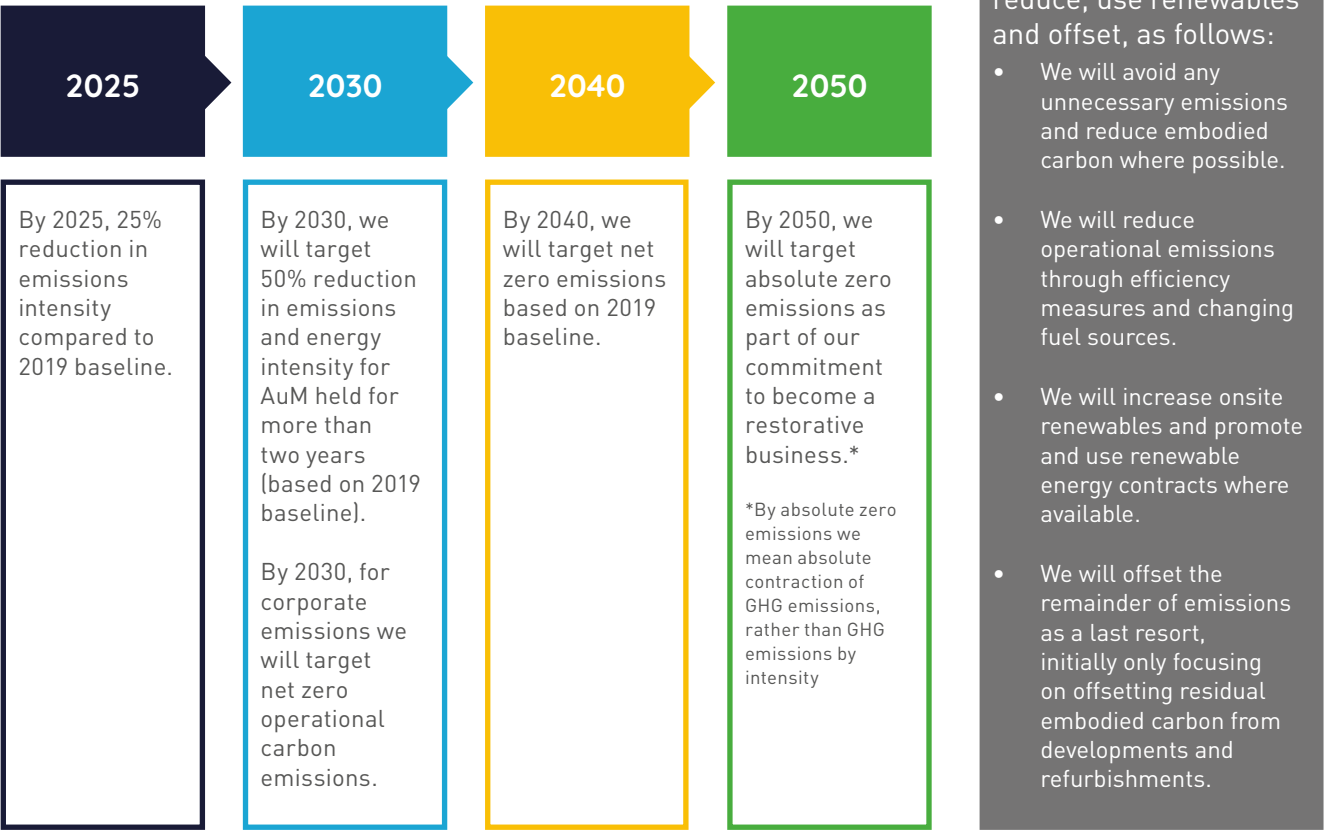 2025
2030
2040
2050
By 2025, 25%
reduction in
emissions
intensity
compared to
2019 baseline.
By 2030, we
will target
50% reduction
in emissions
and energy
intensity for
AuM held for
more than
two years
(based on 2019
baseline).
By 2030, for
corporate
emissions we
will target
net zero
operational
carbon
emissions.
By 2040, we
will target net
zero emissions
based on 2019
baseline.
By 2050, we
will target
absolute zero
emissions as
part of our
commitment
to become a
restorative
business.*
*By absolute zero
emissions we
mean absolute
contraction of
GHG emissions,
rather than GHG
emissions by
intensity
reduce, use renewables
and offset, as follows:
• We will avoid any
unnecessary emissions
and reduce embodied
carbon where possible.
• We will reduce
operational emissions
through efficiency
measures and changing
fuel sources.
• We will increase onsite
renewables and promote
and use renewable
energy contracts where
available.
• We will offset the
remainder of emissions
as a last resort,
initially only focusing
on offsetting residual
embodied carbon from
developments and
refurbishments.